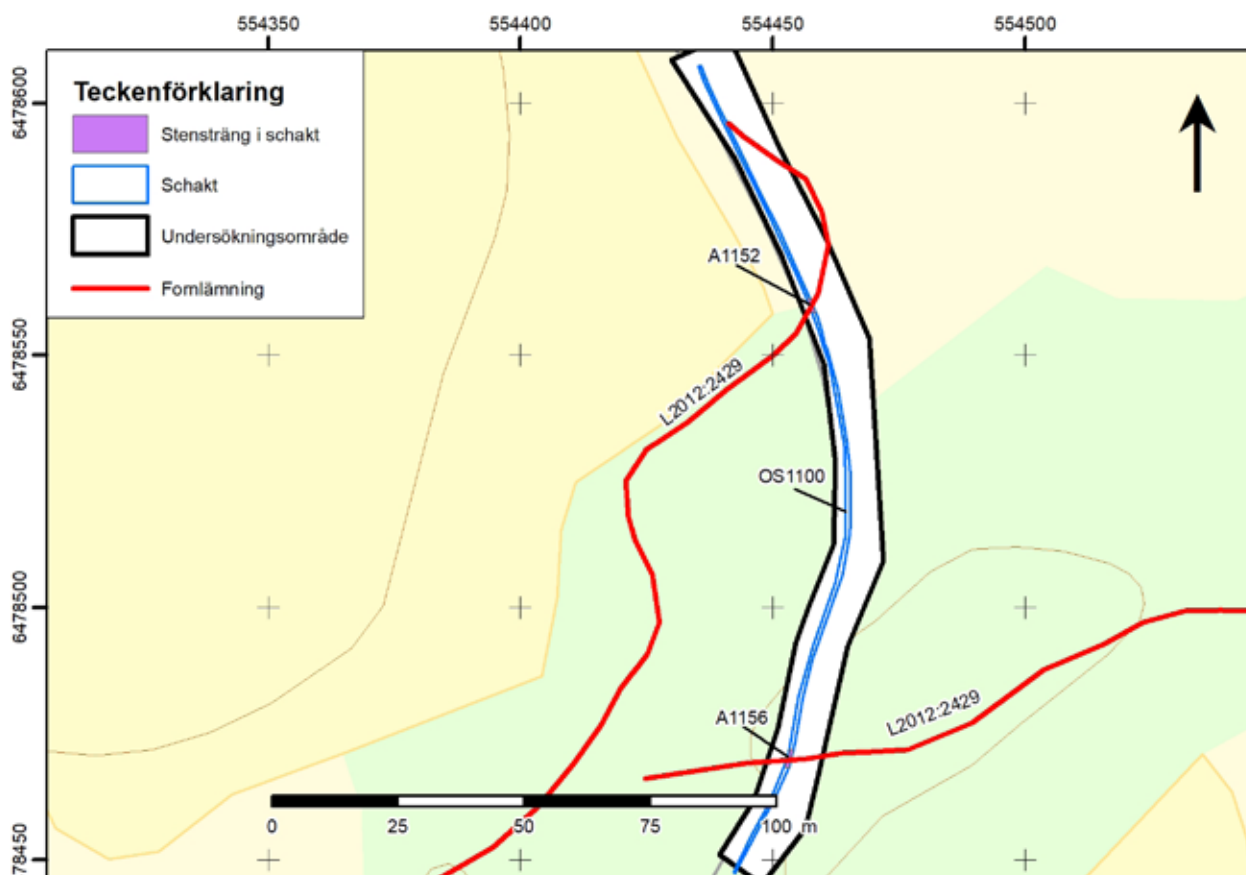 554350 554400 554450 554500
6478600
Teckenförklaring
Stensträng i schakt
Schakt
Undersökningsområde
Fornlämning
A1152
6478550
L2012:2429
OS1100
6478500
A1156
L2012:2429
0 25 50 75 100 m
78450